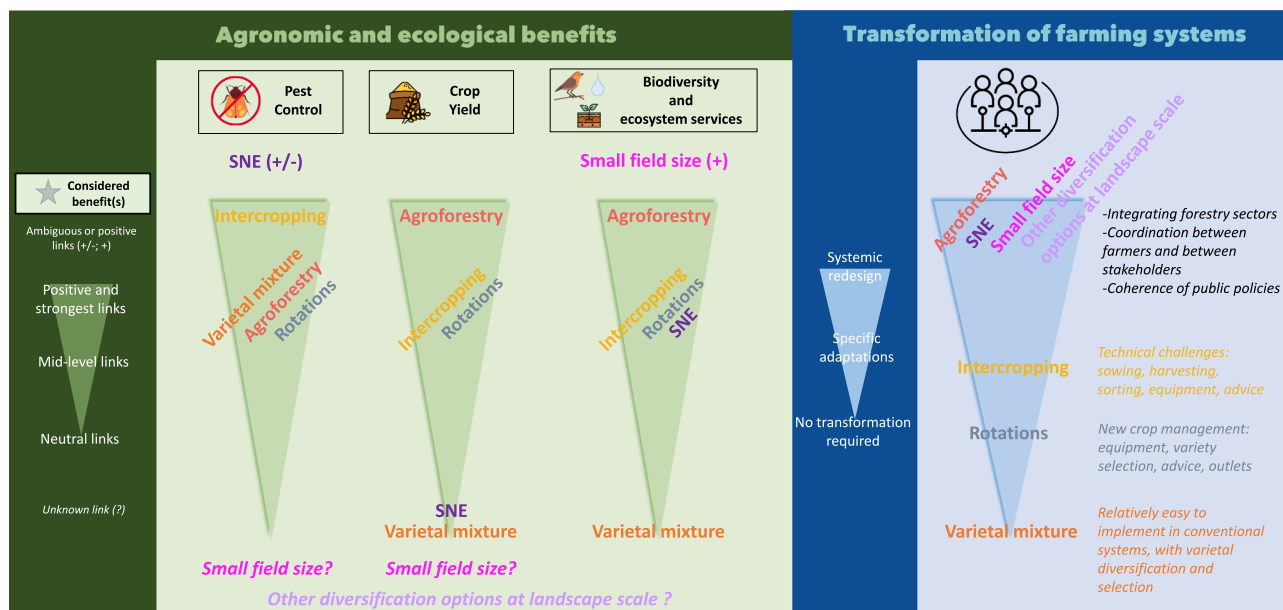 Agronomic and ecological benefits
Pest
Control
Crop
Yield
Biodiversity
and
ecosystem services
SNE (+/-)
Small field size (+)
Considered
benefit(s)
Ambiguous or positive
links (+/-; +)
Positive and
strongest links
Mid-level links
Neutral links
Unknown link (?)
Intercropping
Varietal mixture
Agroforestry
Rotations
Small field size?
Agroforestry
Intercropping
Rotations
SNE
Varietal mixture
Small field size?
Agroforestry
Intercropping
Rotations
SNE
Varietal mixture
Other diversification options at landscape scale ?
Transformation of farming systems
Systemic
redesign
Specific
adaptations
No transformation
required
Agroforestry
SNE
Small field size
Other diversification
options at landscape scale
-Integrating forestry sectors
-Coordination between
farmers and between
stakeholders
-Coherence of public policies
Intercropping
Technical challenges:
sowing, harvesting,
sorting, equipment, advice
Rotations
New crop management:
equipment, variety
selection, advice, outlets
Varietal mixture
Relatively easy to
implement in conventional
systems, with varietal
diversification and
selection